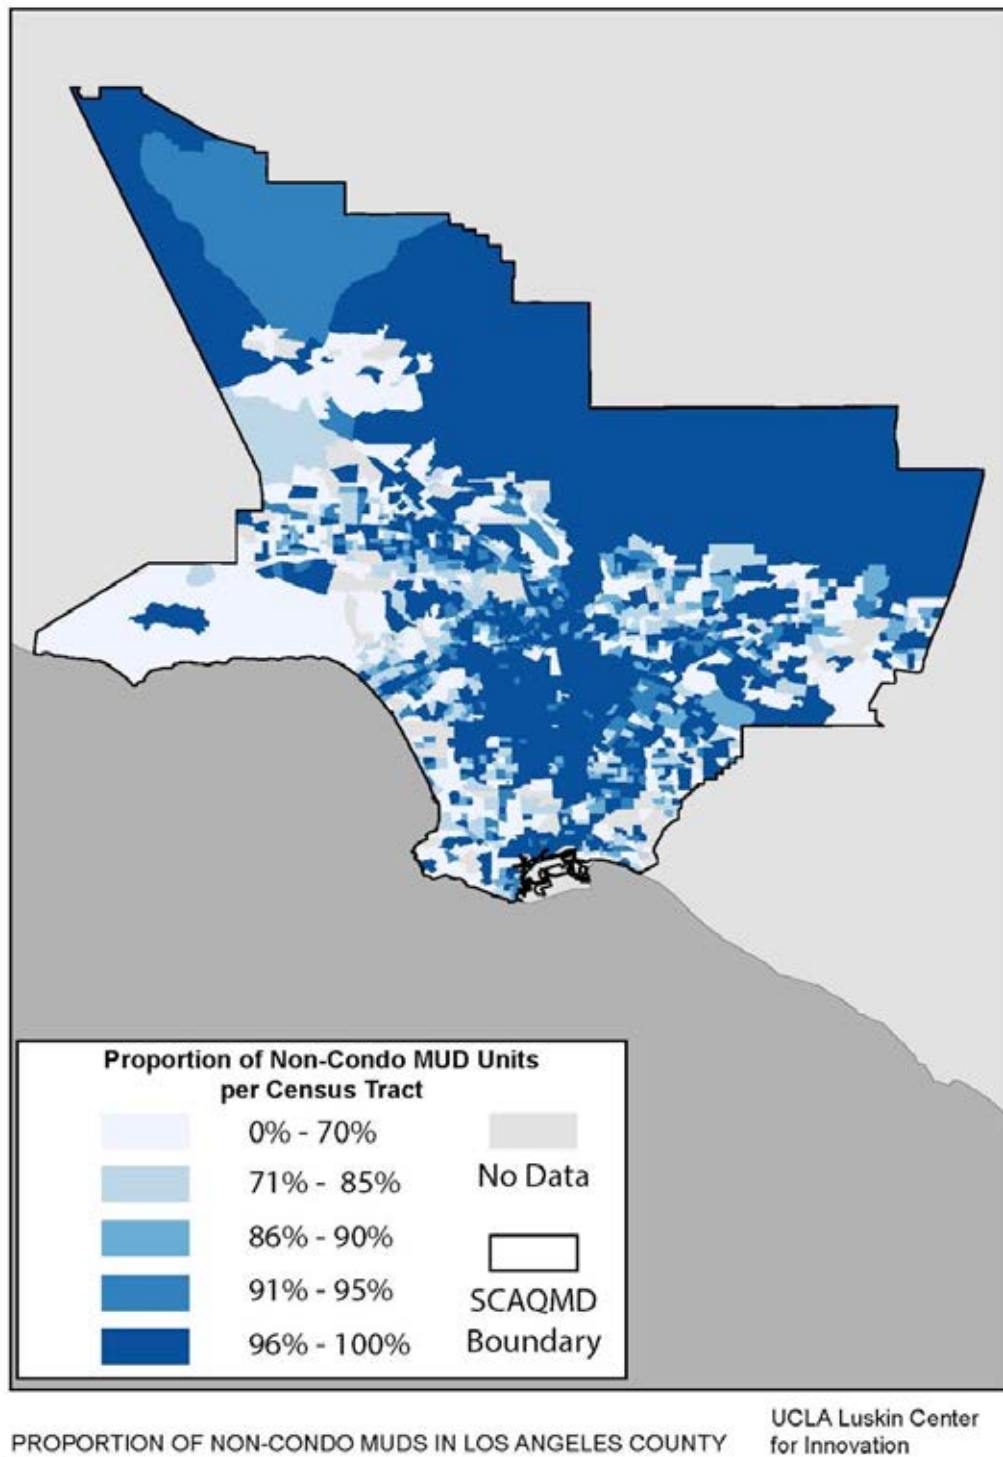 Proportion of Non-Condo MUD Units
per Census Tract
0% - 70%
71% - 85%
86% - 90%
91% - 95%
96% - 100%
No Data
SCAQMD
Boundary
PROPORTION OF NON-CONDO MUDS IN LOS ANGELES COUNTY
UCLA Luskin Center
for Innovation